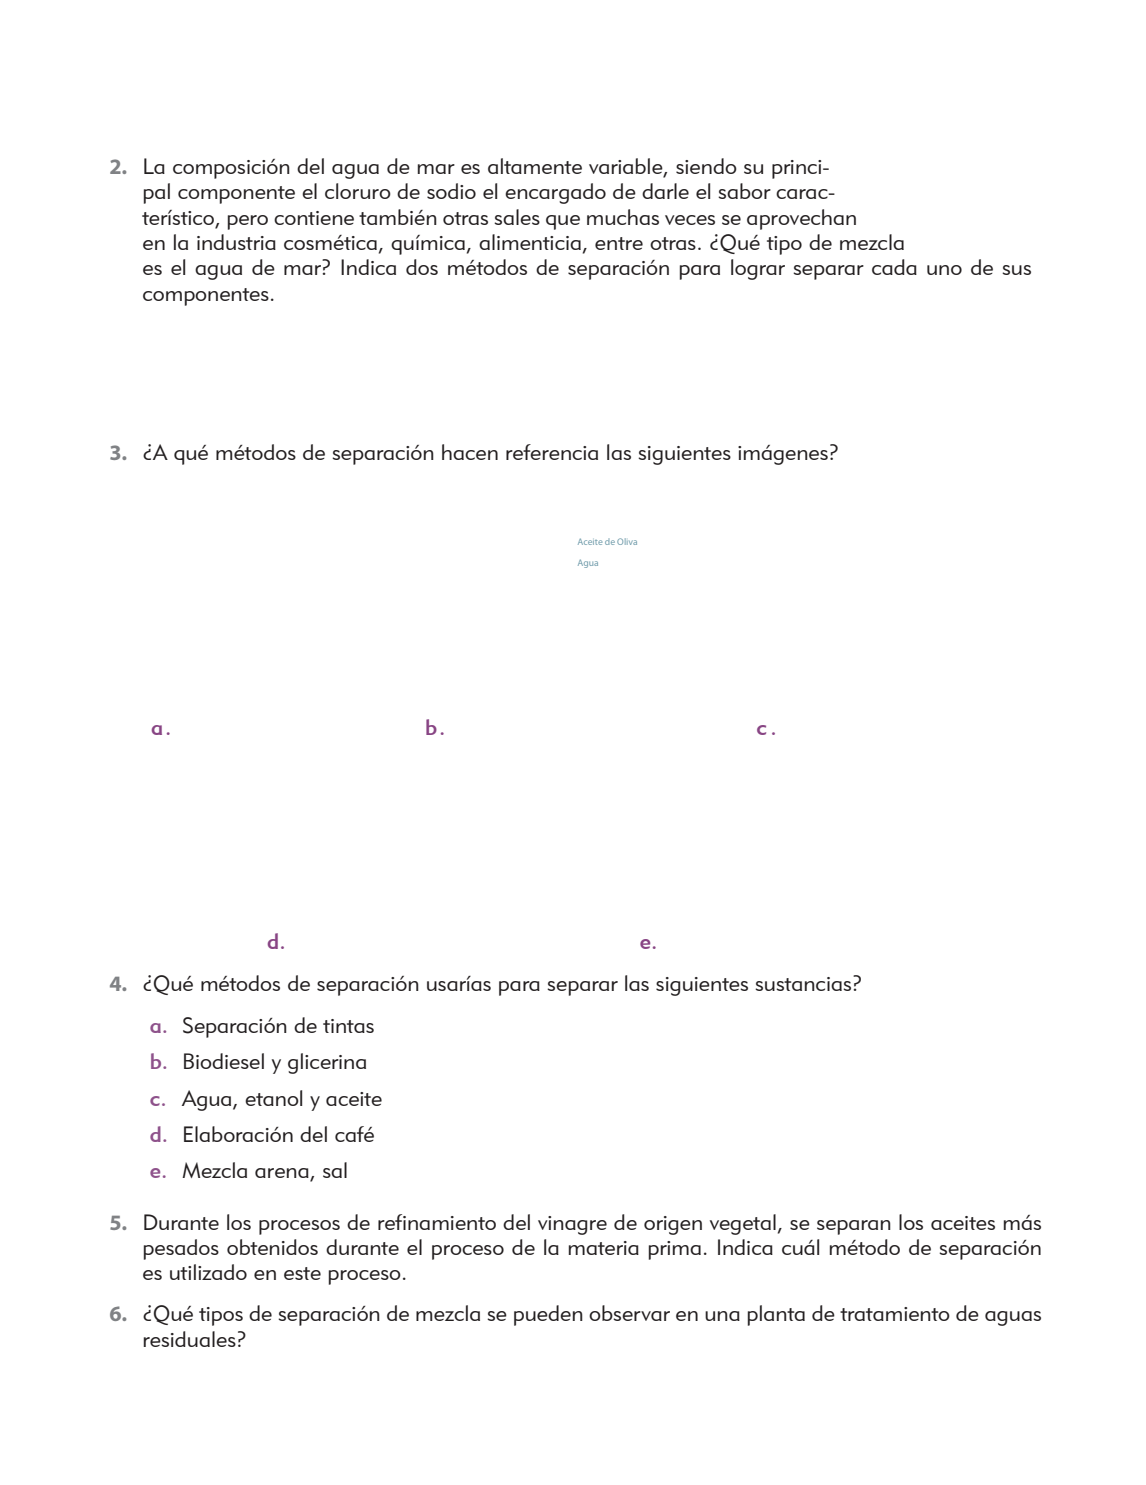 2. La composición del agua de mar es altamente variable, siendo su princi-
pal componente el cloruro de sodio el encargado de darle el sabor carac-
terístico, pero contiene también otras sales que muchas veces se aprovechan
en la industria cosmética, química, alimenticia, entre otras. ¿Qué tipo de mezcla
es el agua de mar? Indica dos métodos de separación para lograr separar cada uno de sus
componentes.
3. ¿A qué métodos de separación hacen referencia las siguientes imágenes?
Aceite de Oliva
Agua
a. b. c.
d. e.
4. ¿Qué métodos de separación usarías para separar las siguientes sustancias?
a. Separación de tintas
b. Biodiesel y glicerina
c. Agua, etanol y aceite
d. Elaboración del café
e. Mezcla arena, sal
5. Durante los procesos de refinamiento del vinagre de origen vegetal, se separan los aceites más
pesados obtenidos durante el proceso de la materia prima. Indica cuál método de separación
es utilizado en este proceso.
6. ¿Qué tipos de separación de mezcla se pueden observar en una planta de tratamiento de aguas
residuales?